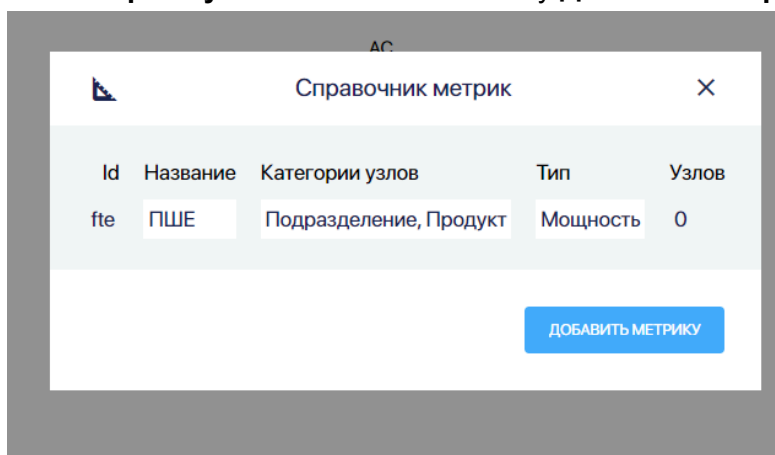 АС
Справочник метрик
Id Название Категории узлов Тип Узлов
fte ПШЕ Подразделение, Продукт Мощность 0
ДОБАВИТЬ МЕТРИКУ